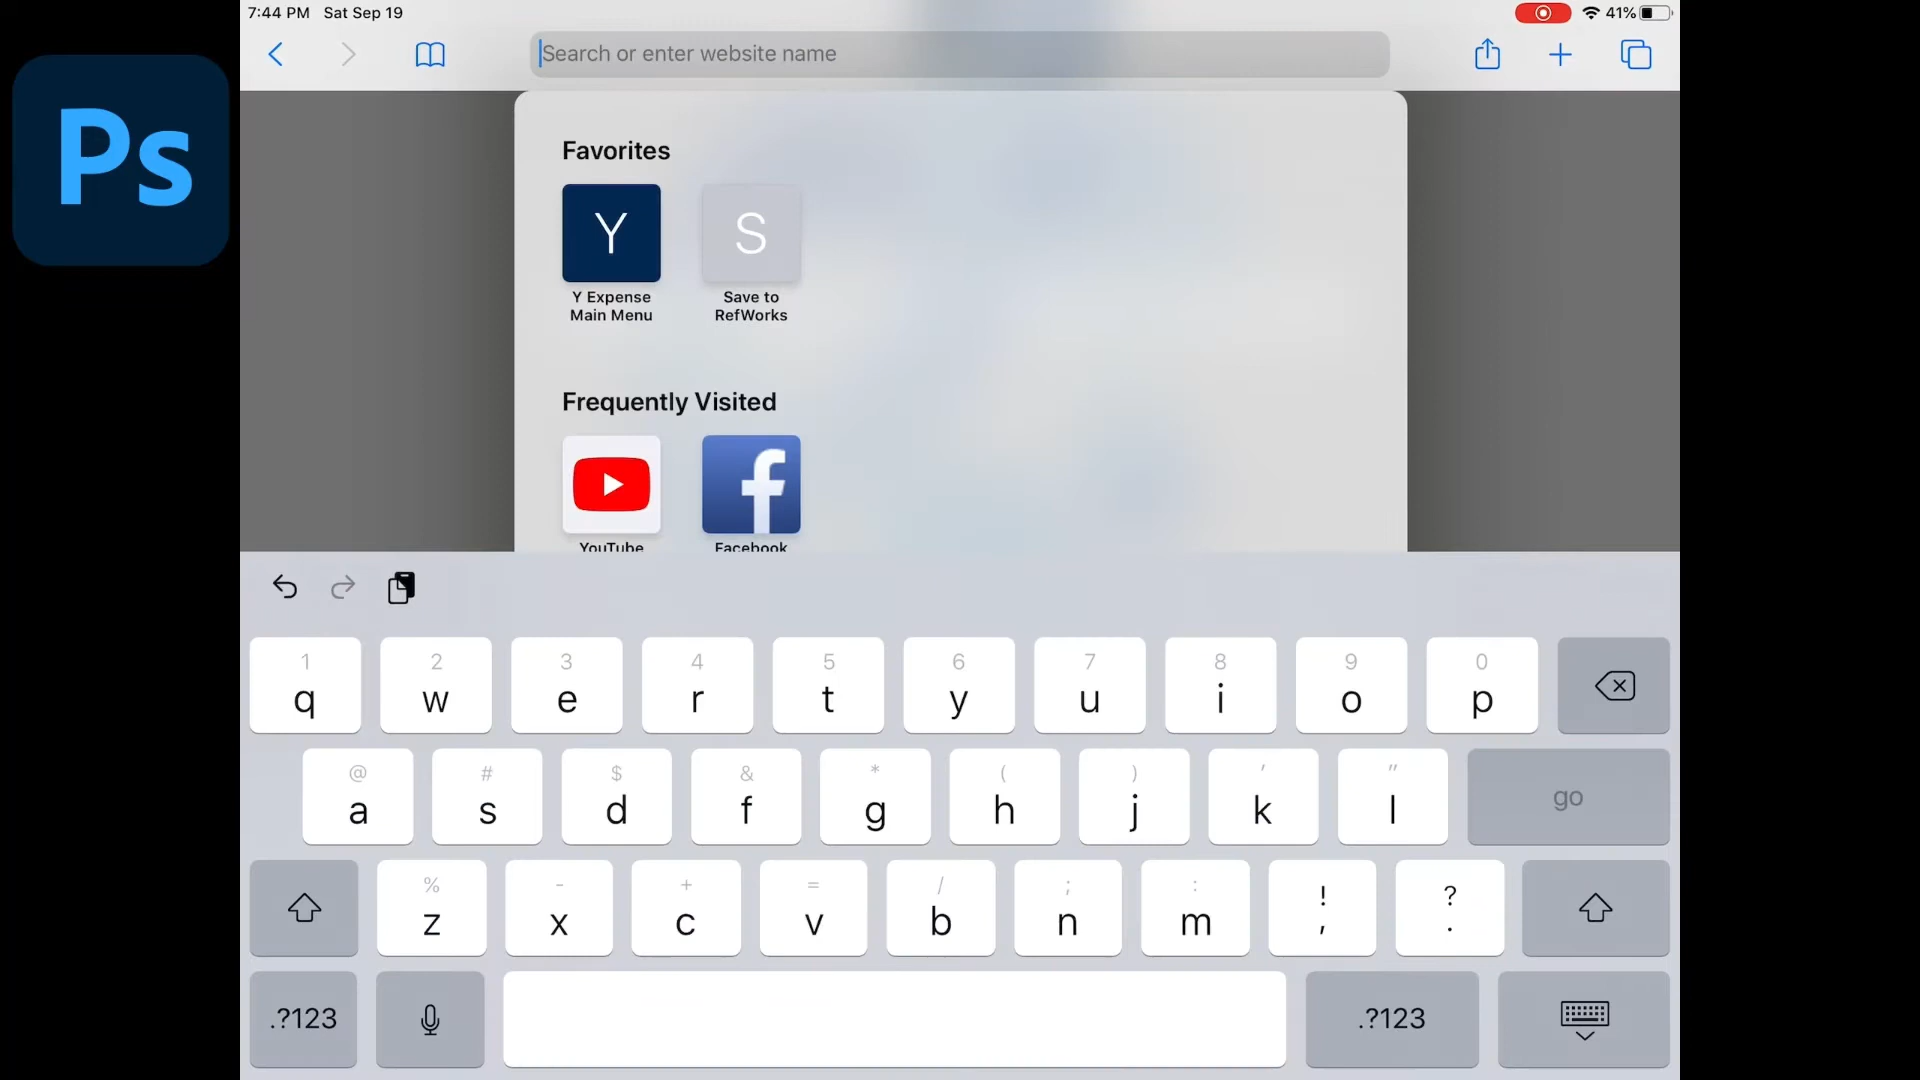 7:44 PM Sat Sep 19
41%
Search or enter website name
Ps
Favorites
Y
S
Y Expense
Main Menu
Save to
RefWorks
Frequently Visited
f
YouTube
Facebook
1 2 3 4 5 6 7 8 9 0
q w e r t y u i o p
@ # $ & * ( ) ' "
a s d f g h j k l go
% - + = / ; : ! ?
z x c v b n m , .
.?123 .?123